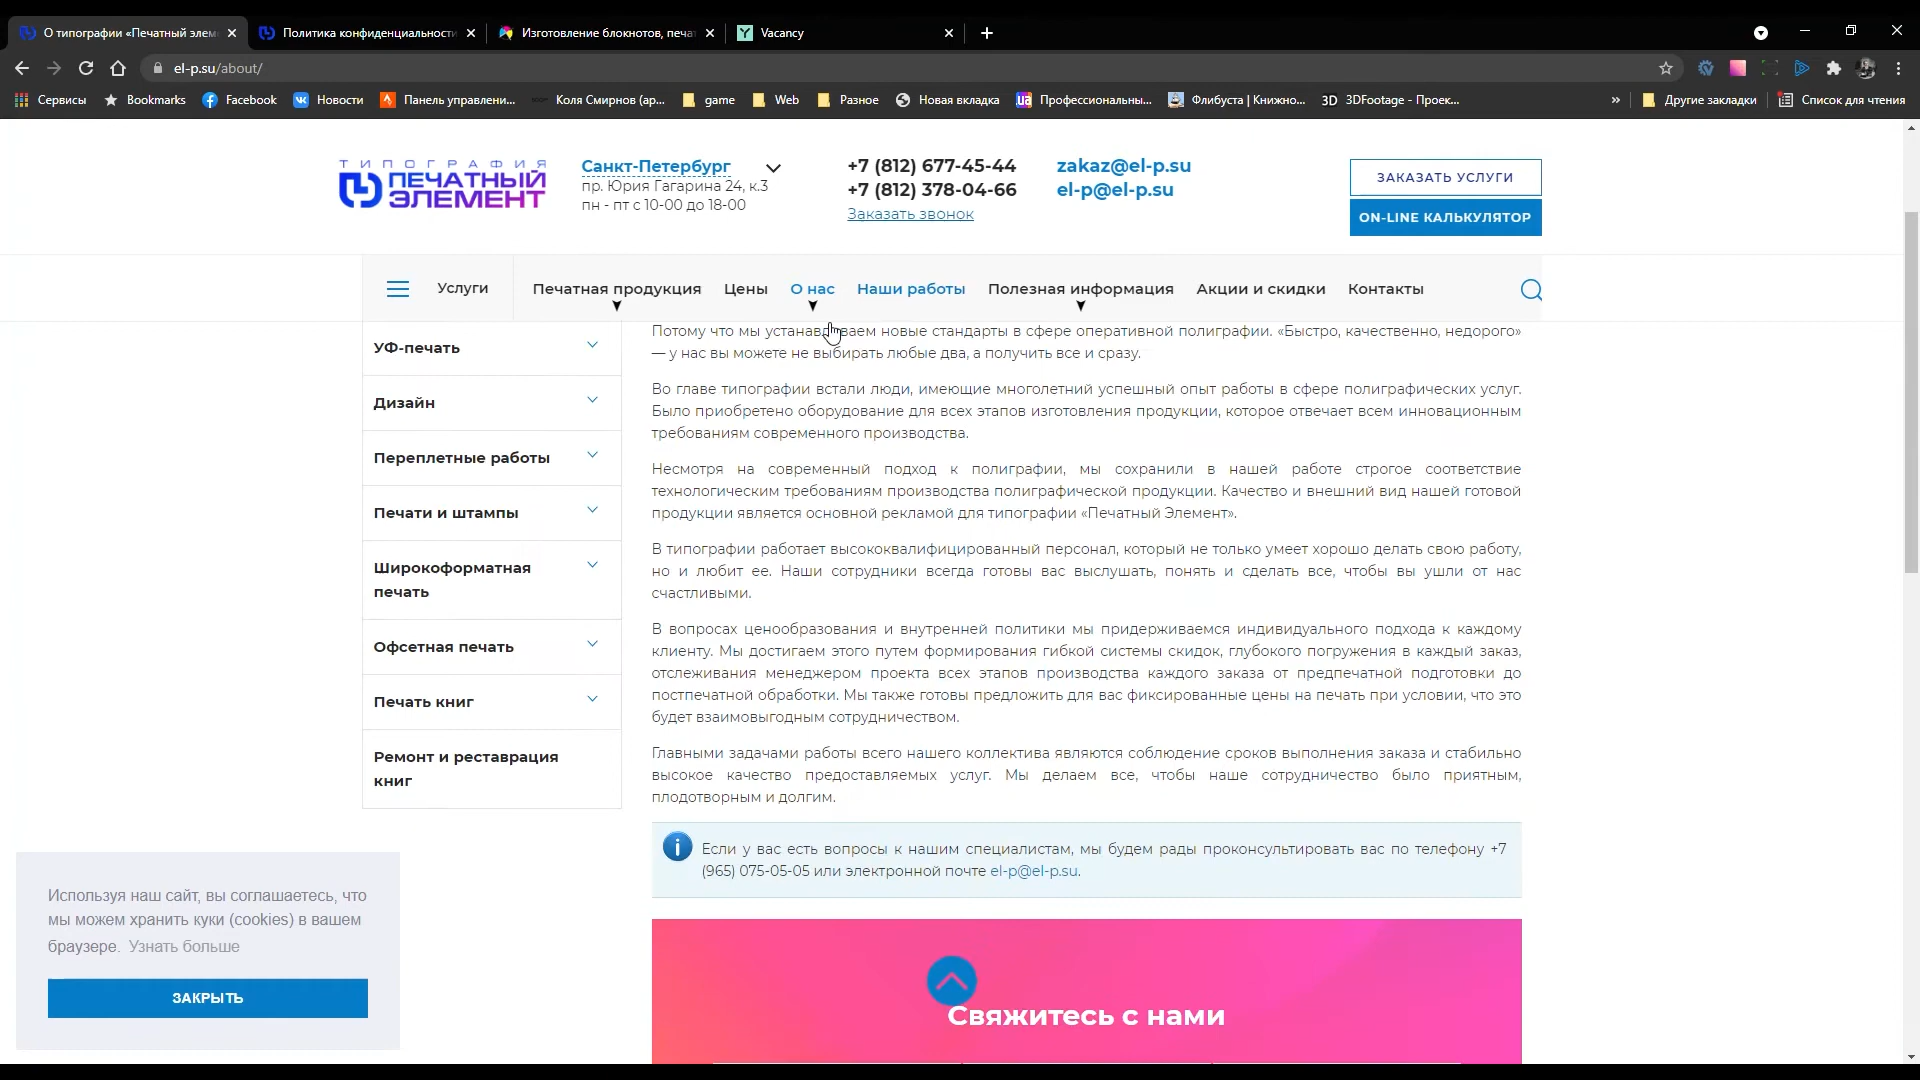 О типографии «Печатный элем
Политика конфиденциальности
Изготовление блокнотов, печат
Vacancy
el-p.su/about/
Сервисы
Bookmarks
Facebook
Новости
Панель управлени...
Коля Смирнов (ар...
game
Web
Разное
Новая вкладка
Профессиональны...
Флибуста | Книжно...
3DFootage - Проек...
»
Другие закладки
Список для чтения
ТИПОГРАФИЯ
ПЕЧАТНЫЙ
ЭЛЕМЕНТ
Санкт-Петербург
пр. Юрия Гагарина 24, к.3
пн - пт с 10-00 до 18-00
+7 (812) 677-45-44
+7 (812) 378-04-66
Заказать звонок
zakaz@el-p.su
el-p@el-p.su
ЗАКАЗАТЬ УСЛУГИ
ON-LINE КАЛЬКУЛЯТОР
Услуги
Печатная продукция
Цены
О нас
Наши работы
Полезная информация
Акции и скидки
Контакты
УФ-печать
Дизайн
Переплетные работы
Печати и штампы
Широкоформатная
печать
Офсетная печать
Печать книг
Ремонт и реставрация
книг
Потому что мы устанавливаем новые стандарты в сфере оперативной полиграфии. «Быстро, качественно, недорого»
— у нас вы можете не выбирать любые два, а получить все и сразу.
Во главе типографии встали люди, имеющие многолетний успешный опыт работы в сфере полиграфических услуг.
Было приобретено оборудование для всех этапов изготовления продукции, которое отвечает всем инновационным
требованиям современного производства.
Несмотря на современный подход к полиграфии, мы сохранили в нашей работе строгое соответствие
технологическим требованиям производства полиграфической продукции. Качество и внешний вид нашей готовой
продукции является основной рекламой для типографии «Печатный Элемент».
В типографии работает высококвалифицированный персонал, который не только умеет хорошо делать свою работу,
но и любит ее. Наши сотрудники всегда готовы вас выслушать, понять и сделать все, чтобы вы ушли от нас
счастливыми.
В вопросах ценообразования и внутренней политики мы придерживаемся индивидуального подхода к каждому
клиенту. Мы достигаем этого путем формирования гибкой системы скидок, глубокого погружения в каждый заказ,
отслеживания менеджером проекта всех этапов производства каждого заказа от предпечатной подготовки до
постпечатной обработки. Мы также готовы предложить для вас фиксированные цены на печать при условии, что это
будет взаимовыгодным сотрудничеством.
Главными задачами работы всего нашего коллектива являются соблюдение сроков выполнения заказа и стабильно
высокое качество предоставляемых услуг. Мы делаем все, чтобы наше сотрудничество было приятным,
плодотворным и долгим.
Если у вас есть вопросы к нашим специалистам, мы будем рады проконсультировать вас по телефону +7
(965) 075-05-05 или электронной почте el-p@el-p.su.
Свяжитесь с нами
Используя наш сайт, вы соглашаетесь, что
мы можем хранить куки (cookies) в вашем
браузере. Узнать больше
ЗАКРЫТЬ